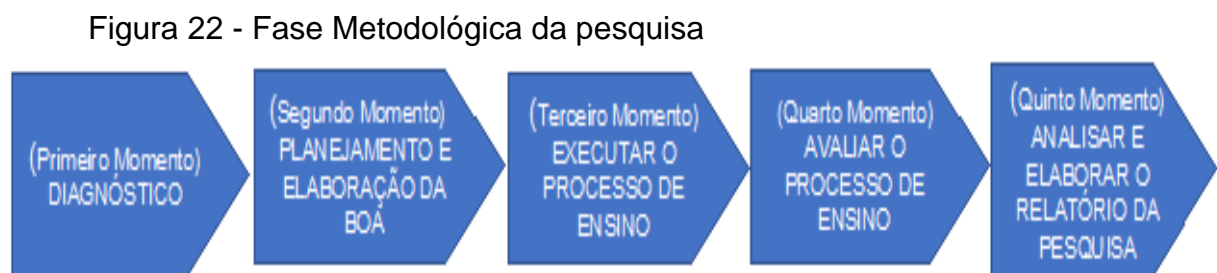 Figura 22 - Fase Metodológica da pesquisa
(Primeiro Momento)
DIAGNÓSTICO
(Segundo Momento)
PLANEJAMENTO E
ELABORAÇÃO DA
BOA
(Terceiro Momento)
EXECUTAR O
PROCESSO DE
ENSINO
(Quarto Momento)
AVALIAR O
PROCESSO DE
ENSINO
(Quinto Momento)
ANALISAR E
ELABORAR O
RELATÓRIO DA
PESQUISA